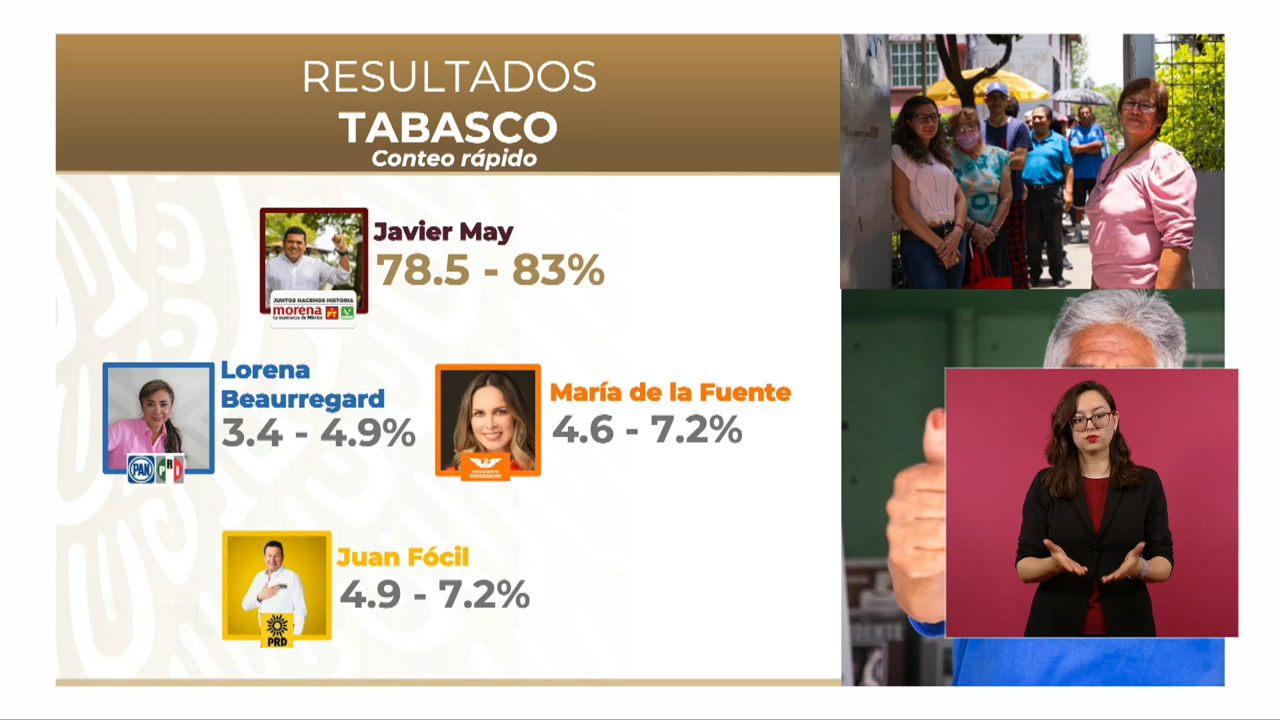 RESULTADOS
TABASCO
Conteo rápido
Javier May
78.5 - 83%
JUNTOS HACEMOS HISTORIA
morena
La esperanza de México
PT
Lorena
Beaurregard
3.4 - 4.9%
PAN
PRI
María de la Fuente
4.6 - 7.2%
CIUDADANO
Juan Fócil
4.9 - 7.2%
PRD